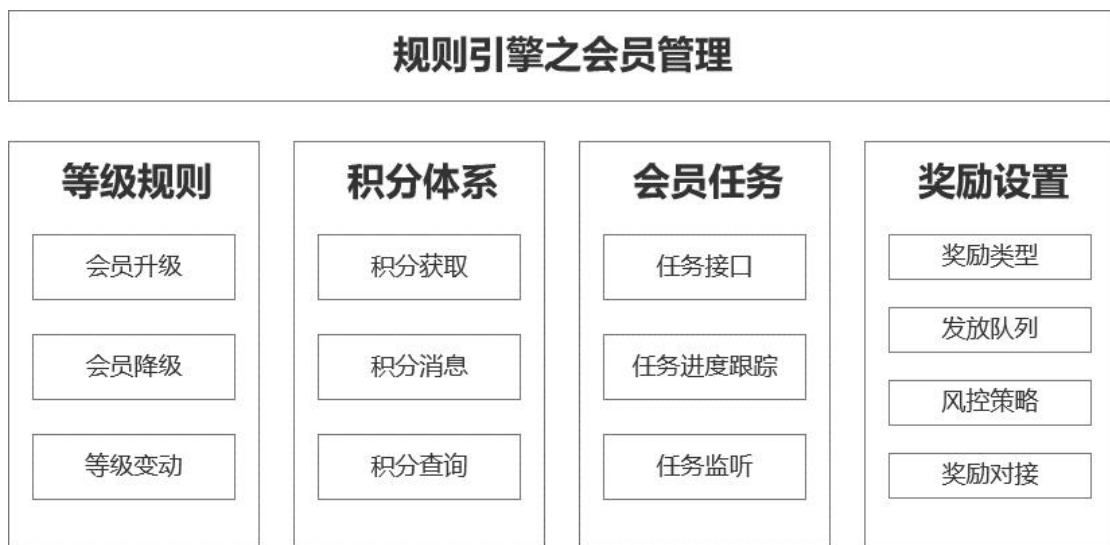 规则引擎之会员管理
等级规则
会员升级
会员降级
等级变动
积分体系
积分获取
积分消息
积分查询
会员任务
任务接口
任务进度跟踪
任务监听
奖励设置
奖励类型
发放队列
风控策略
奖励对接